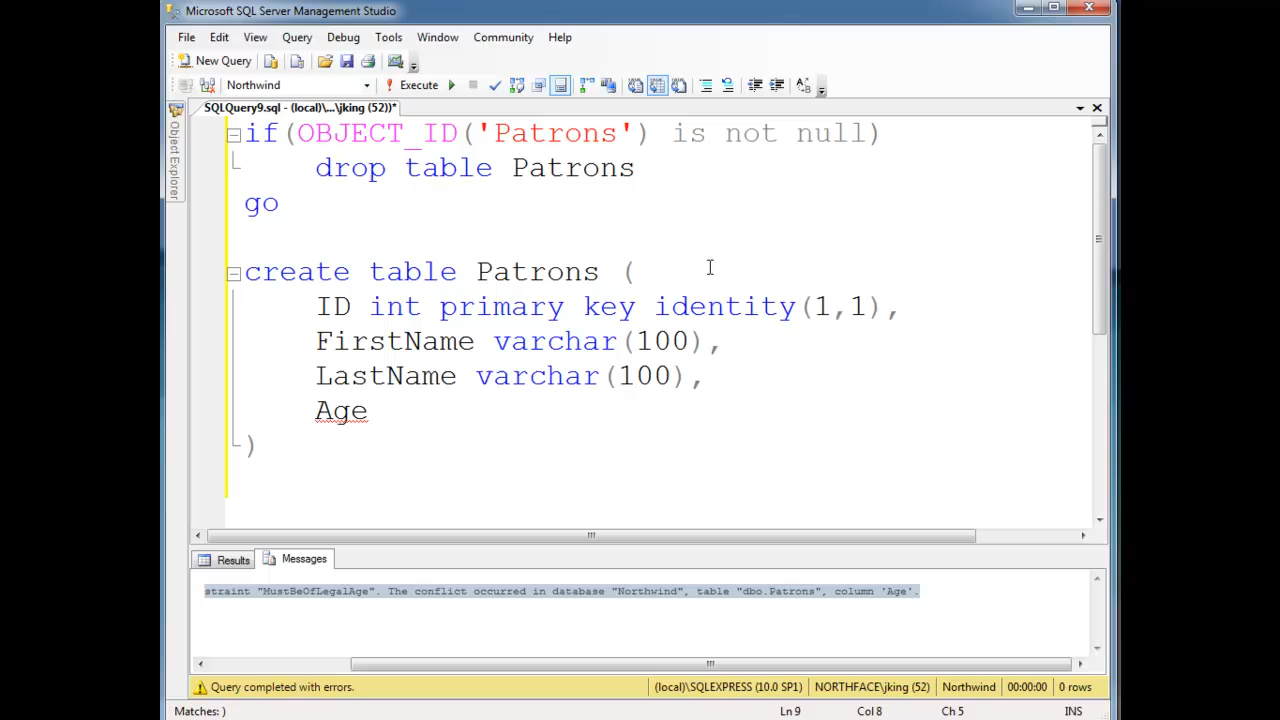 Microsoft SQL Server Management Studio
File Edit View Query Debug Tools Window Community Help
New Query
Northwind Execute
SQLQuery9.sql - (local)\...\jking (52))*
Object Explorer
if(OBJECT_ID('Patrons') is not null)
drop table Patrons
go
create table Patrons (
ID int primary key identity(1,1),
FirstName varchar(100),
LastName varchar(100),
Age
)
Results Messages
straint "MustBeOfLegalAge". The conflict occurred in database "Northwind", table "dbo.Patrons", column 'Age'.
Query completed with errors. (local)\SQLEXPRESS (10.0 SP1) NORTHFACE\jking (52) Northwind 00:00:00 0 rows
Matches: ) Ln 9 Col 8 Ch 5 INS